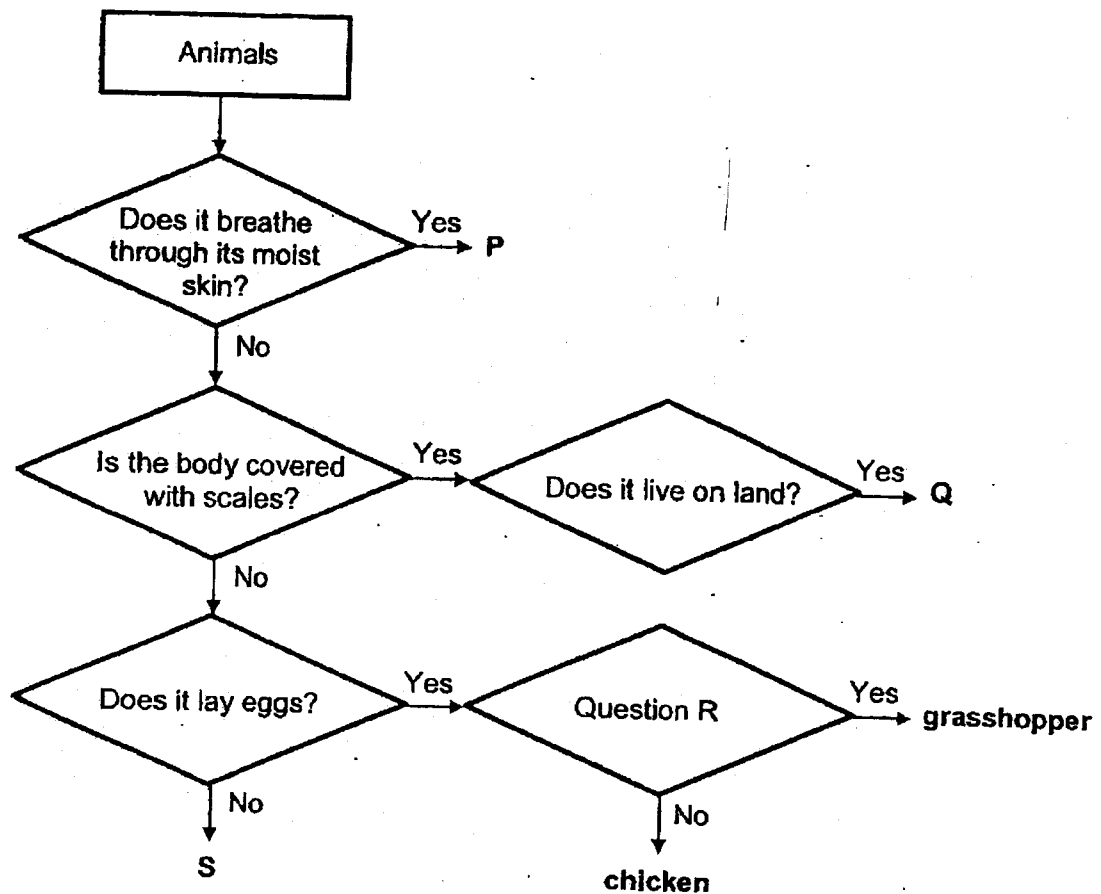 Animals
Does it breathe
through its moist
skin?
Yes
P
No
Is the body covered
with scales?
Yes
Does it live on land?
Yes
Q
No
Does it lay eggs?
Yes
Question R
Yes
grasshopper
No
S
No
chicken